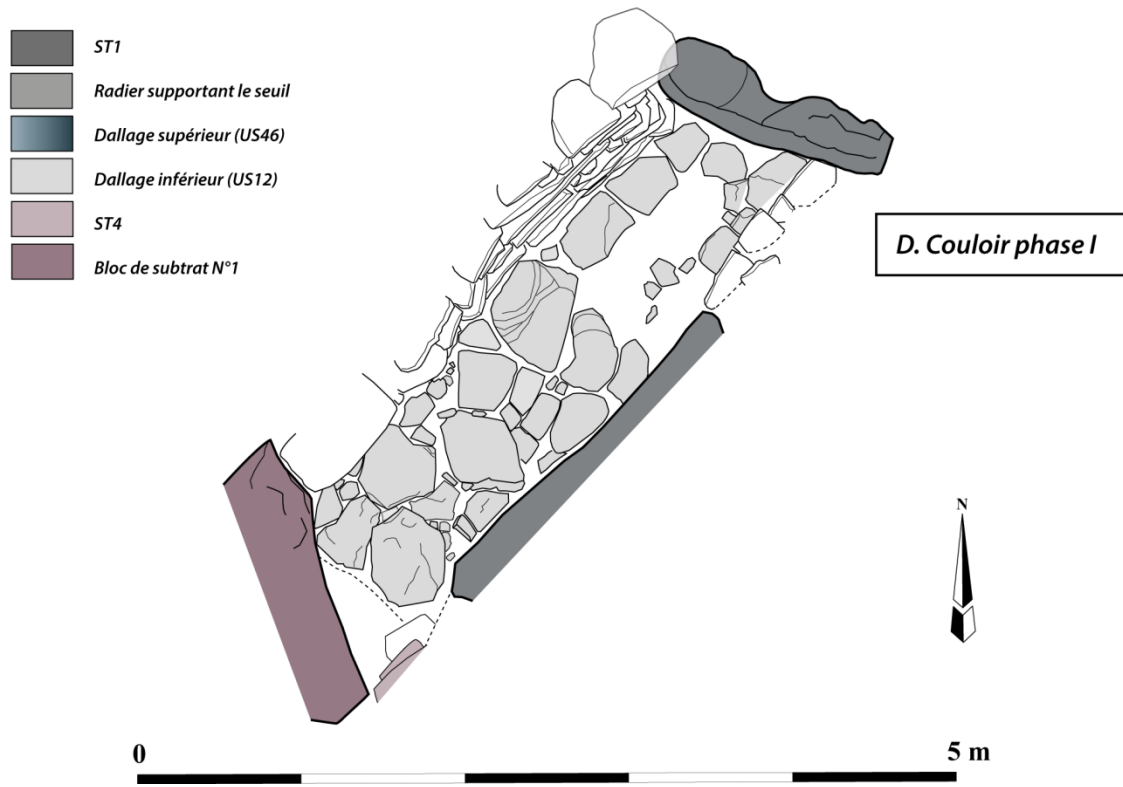 ST1
Radier supportant le seuil
Dallage supérieur (US46)
Dallage inférieur (US12)
ST4
Bloc de subtrat N°1
D. Couloir phase I
N
0
5 m